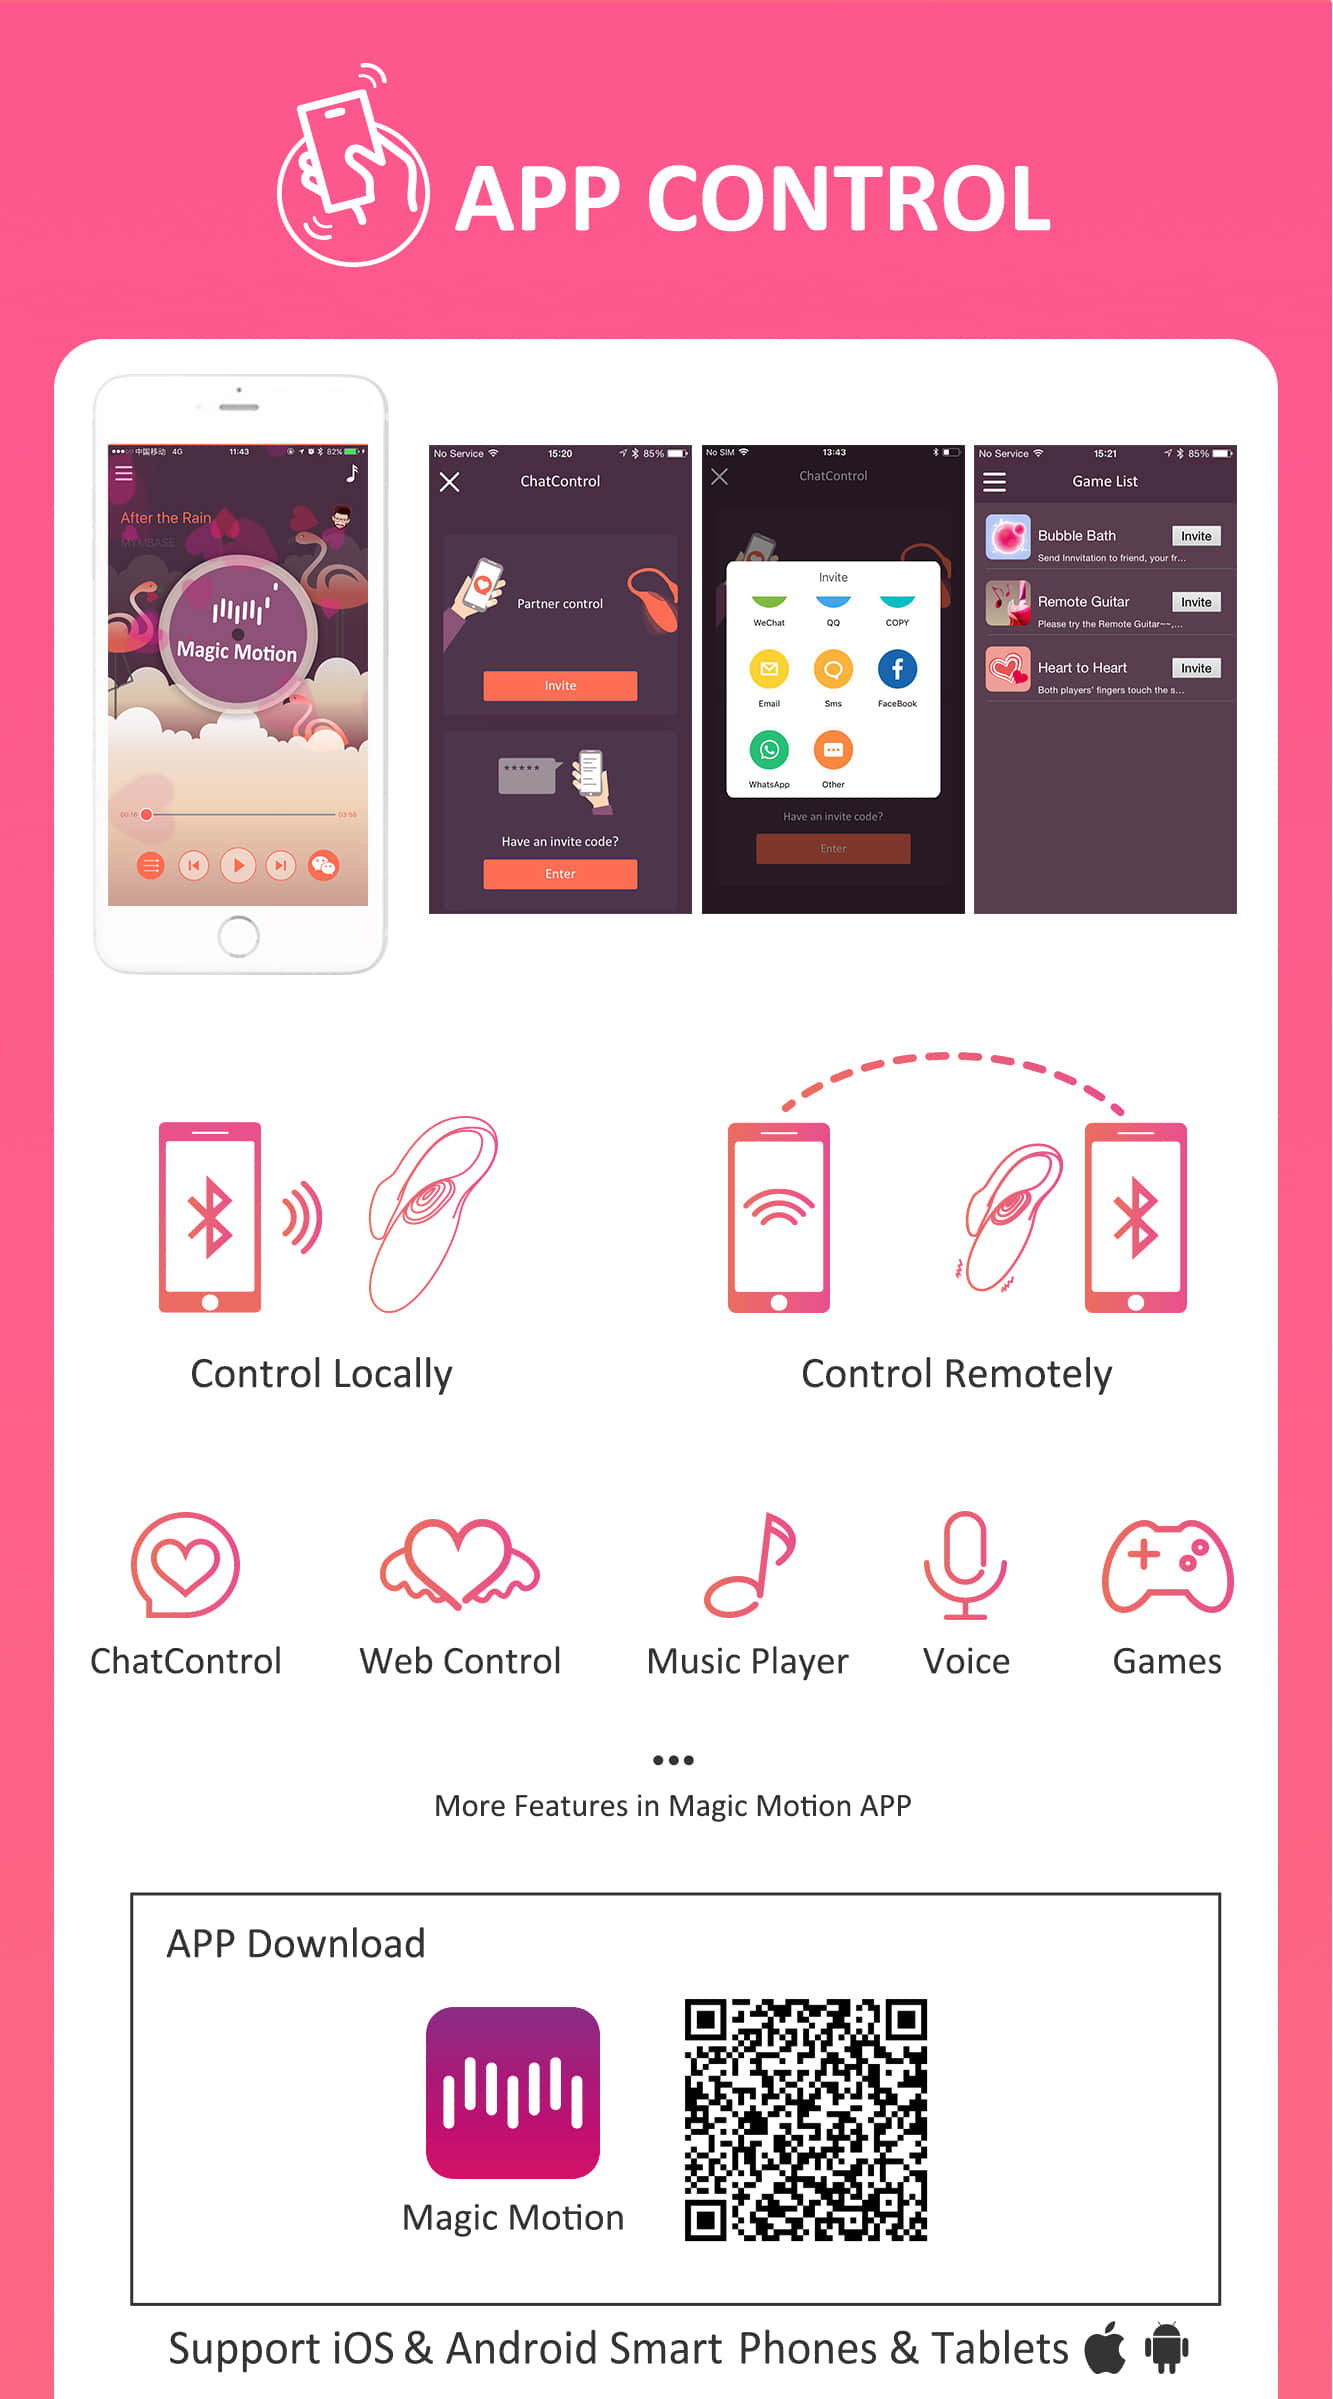 APP CONTROL
中国移动 4G 11:43 82%
After the Rain
MYMBASE
Magic Motion
00:16 03:58
No Service 15:20 85%
ChatControl
Partner control
Invite
*****
Have an invite code?
Enter
No SIM 13:43
ChatControl
Invite
WeChat QQ COPY
Email Sms FaceBook
WhatsApp Other
Have an invite code?
Enter
No Service 15:21 85%
Game List
Bubble Bath Invite
Send Innvitation to friend, your fr...
Remote Guitar Invite
Please try the Remote Guitar~~,...
Heart to Heart Invite
Both players' fingers touch the s...
Control Locally Control Remotely
ChatControl Web Control Music Player Voice Games
•••
More Features in Magic Motion APP
APP Download
Magic Motion
Support iOS & Android Smart Phones & Tablets